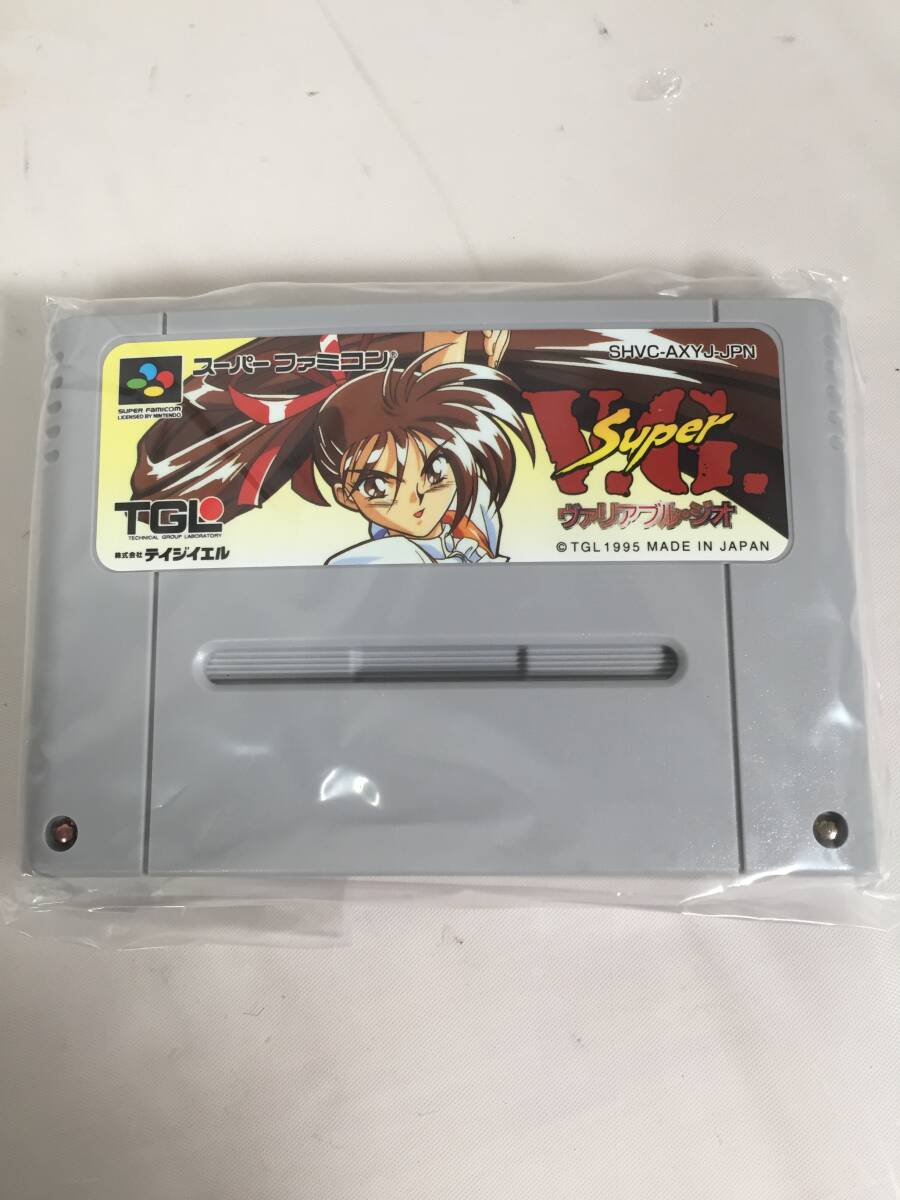 スーパーファミコン®
SUPER FAMICOM
LICENSED BY NINTENDO
SHVC-AXYJ-JPN
Super
V.G.
ヴァリアブル・ジオ
TGL
TECHNICAL GROUP LABORATORY
株式会社 テイジイエル
©TGL1995 MADE IN JAPAN